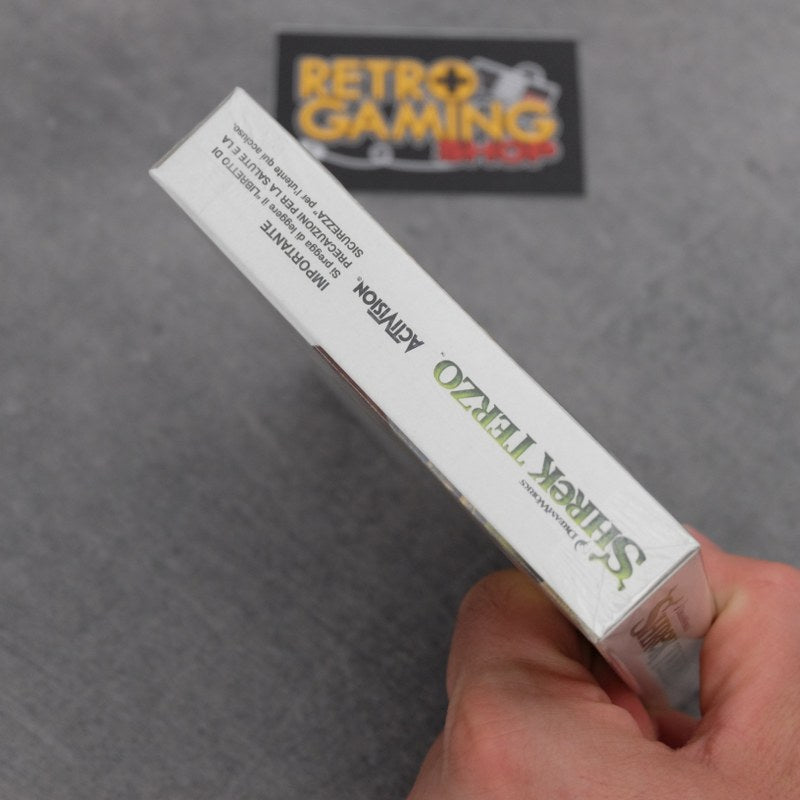 RETRO
GAMING
SHOP
IMPORTANTE
Si prega di leggere il "LIBRETTO DI
PRECAUZIONI PER LA SALUTE E LA
SICUREZZA" per l'utente qui accluso.
ACTIVISION®
DREAMWORKS
SHREK TERZO™